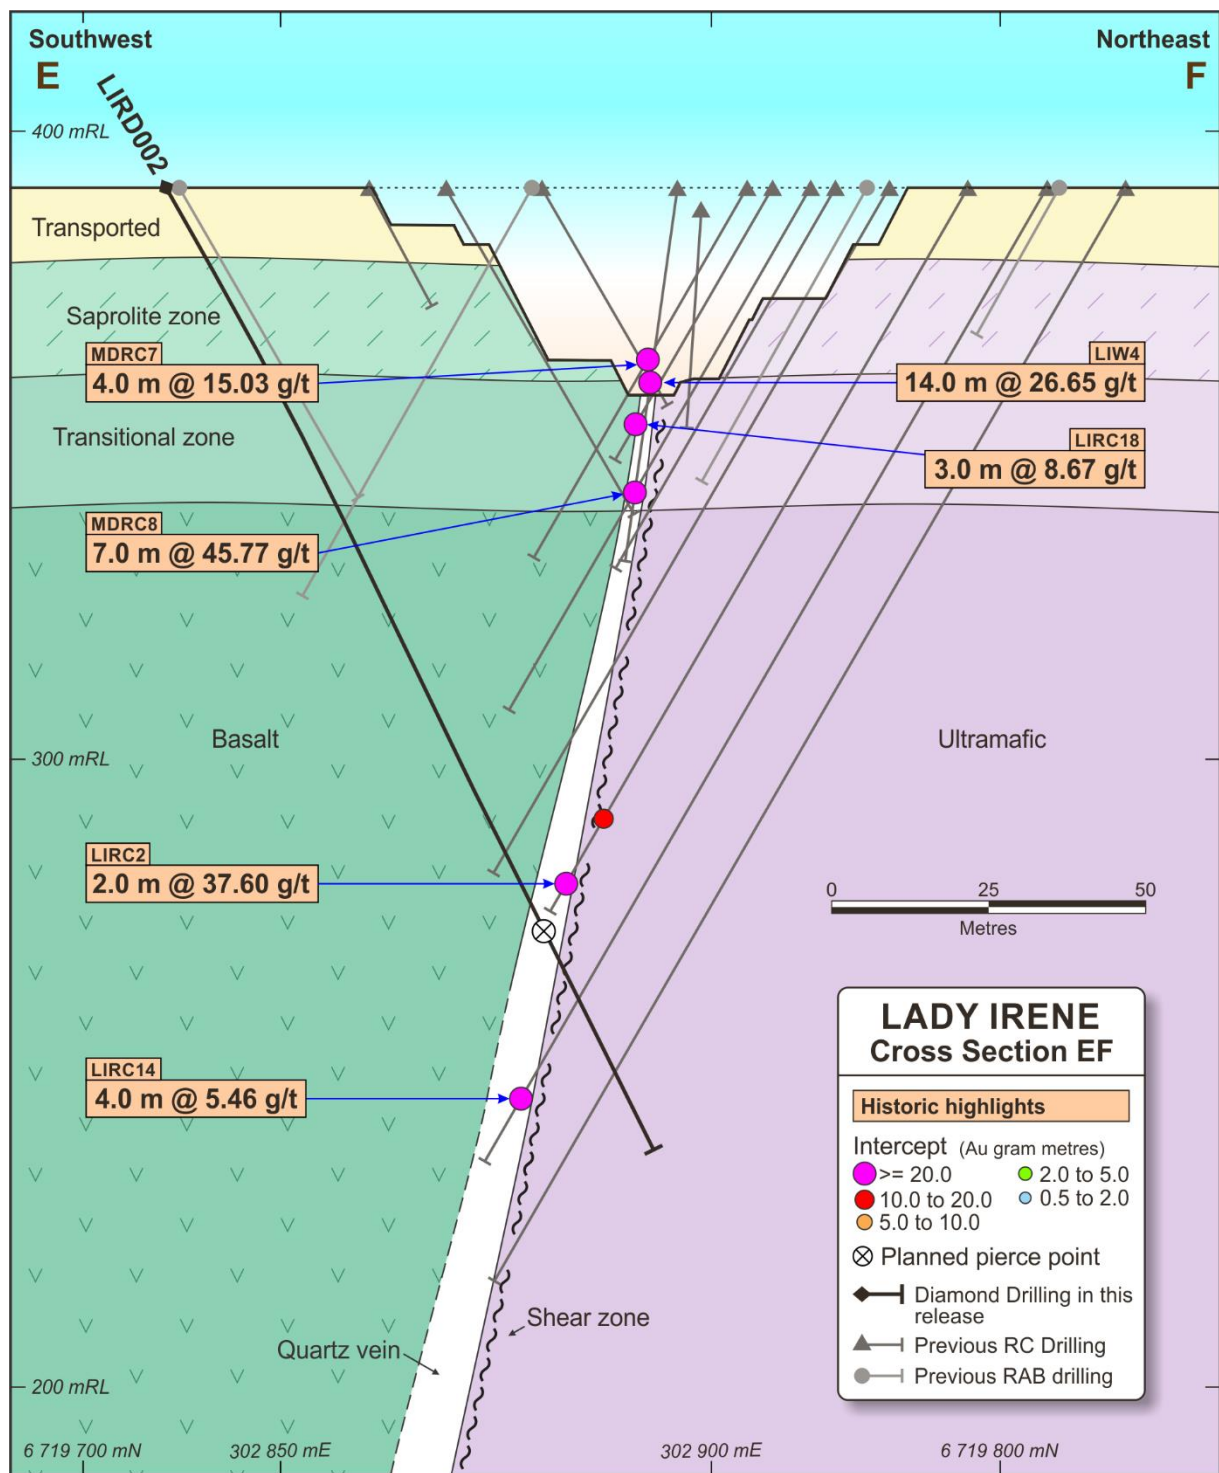 Southwest
Northeast
E
F
LIRD002
400 mRL
Transported
Saprolite zone
MDRC7
4.0 m @ 15.03 g/t
LIW4
14.0 m @ 26.65 g/t
Transitional zone
LIRC18
3.0 m @ 8.67 g/t
MDRC8
7.0 m @ 45.77 g/t
Basalt
Ultramafic
300 mRL
LIRC2
2.0 m @ 37.60 g/t
0 25 50
Metres
LADY IRENE
Cross Section EF
Historic highlights
Intercept (Au gram metres)
>= 20.0
2.0 to 5.0
10.0 to 20.0
0.5 to 2.0
5.0 to 10.0
Planned pierce point
Diamond Drilling in this
release
Previous RC Drilling
Previous RAB drilling
LIRC14
4.0 m @ 5.46 g/t
Shear zone
Quartz vein
200 mRL
6 719 700 mN
302 850 mE
302 900 mE
6 719 800 mN